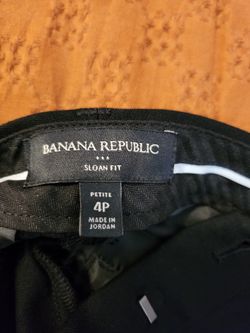 BANANA REPUBLIC
SLOAN FIT
PETITE
4P
MADE IN
JORDAN